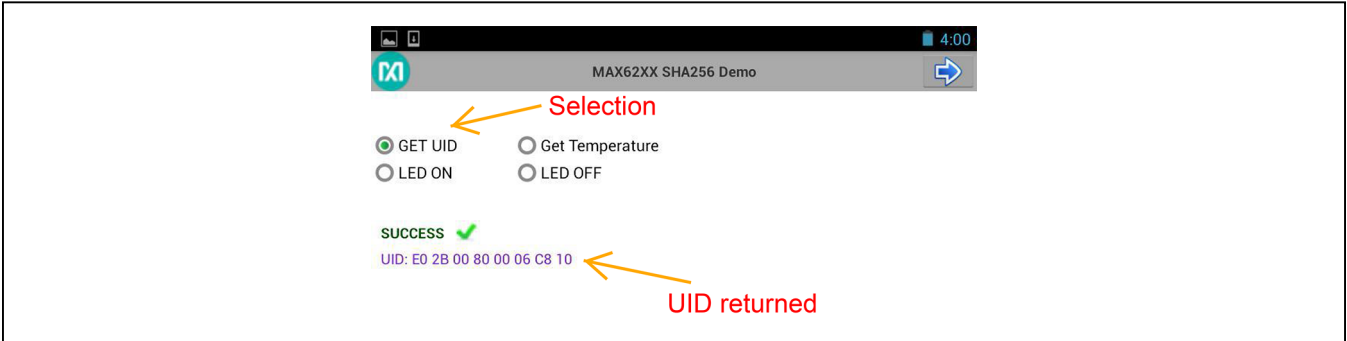 4:00
MAX62XX SHA256 Demo
Selection
GET UID Get Temperature
LED ON LED OFF
SUCCESS
UID: E0 2B 00 80 00 06 C8 10
UID returned